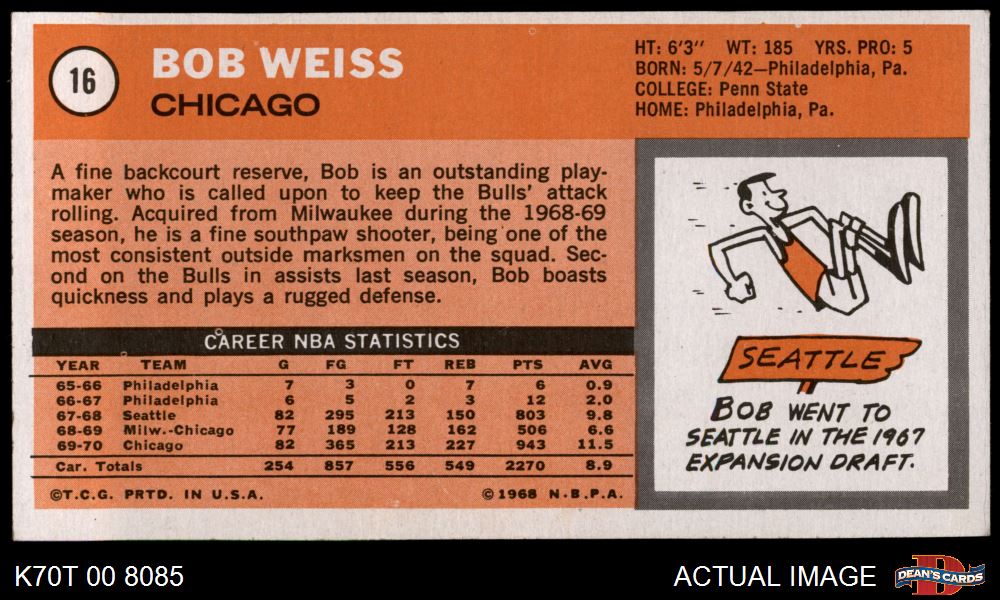 16
BOB WEISS
CHICAGO
HT: 6'3" WT: 185 YRS. PRO: 5
BORN: 5/7/42—Philadelphia, Pa.
COLLEGE: Penn State
HOME: Philadelphia, Pa.
A fine backcourt reserve, Bob is an outstanding play-
maker who is called upon to keep the Bulls' attack
rolling. Acquired from Milwaukee during the 1968-69
season, he is a fine southpaw shooter, being one of the
most consistent outside marksmen on the squad. Sec-
ond on the Bulls in assists last season, Bob boasts
quickness and plays a rugged defense.
CAREER NBA STATISTICS
YEAR TEAM G FG FT REB PTS AVG
65-66 Philadelphia 7 3 0 7 6 0.9
66-67 Philadelphia 6 5 2 3 12 2.0
67-68 Seattle 82 295 213 150 803 9.8
68-69 Milw.-Chicago 77 189 128 162 506 6.6
69-70 Chicago 82 365 213 227 943 11.5
Car. Totals 254 857 556 549 2270 8.9
©T.C.G. PRTD. IN U.S.A. ©1968 N.B.P.A.
SEATTLE
BOB WENT TO
SEATTLE IN THE 1967
EXPANSION DRAFT.
K70T 00 8085
ACTUAL IMAGE
D
DEAN'S CARDS